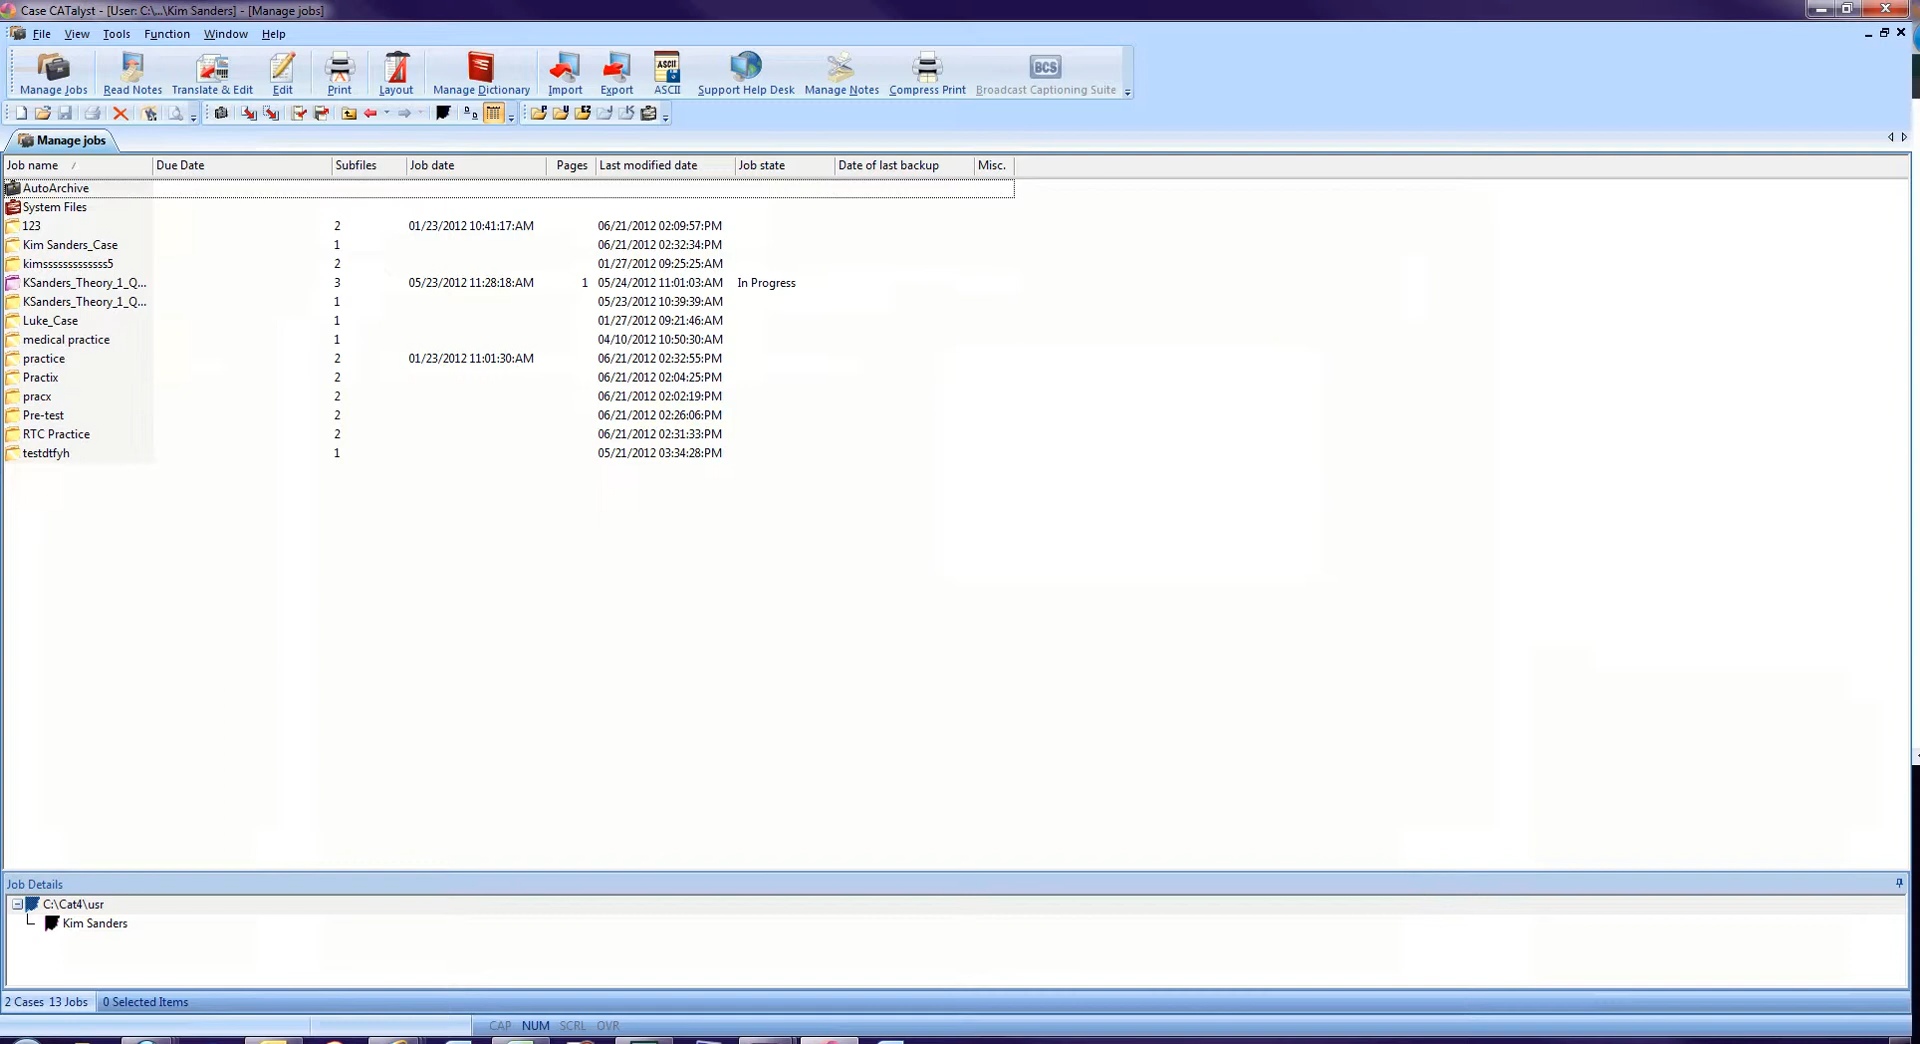 Case CATalyst - [User: C:\...\Kim Sanders] - [Manage jobs]
File View Tools Function Window Help
Manage Jobs Read Notes Translate & Edit Edit Print Layout Manage Dictionary Import Export ASCII Support Help Desk Manage Notes Compress Print Broadcast Captioning Suite
Manage jobs
Job name Due Date Subfiles Job date Pages Last modified date Job state Date of last backup Misc.
AutoArchive
System Files
123 2 01/23/2012 10:41:17:AM 06/21/2012 02:09:57:PM
Kim Sanders_Case 1 06/21/2012 02:32:34:PM
kimsssssssssssss5 2 01/27/2012 09:25:25:AM
KSanders_Theory_1_Q... 3 05/23/2012 11:28:18:AM 1 05/24/2012 11:01:03:AM In Progress
KSanders_Theory_1_Q... 1 05/23/2012 10:39:39:AM
Luke_Case 1 01/27/2012 09:21:46:AM
medical practice 1 04/10/2012 10:50:30:AM
practice 2 01/23/2012 11:01:30:AM 06/21/2012 02:32:55:PM
Practix 2 06/21/2012 02:04:25:PM
pracx 2 06/21/2012 02:02:19:PM
Pre-test 2 06/21/2012 02:26:06:PM
RTC Practice 2 06/21/2012 02:31:33:PM
testdtfyh 1 05/21/2012 03:34:28:PM
Job Details
C:\Cat4\usr
Kim Sanders
2 Cases 13 Jobs 0 Selected Items
CAP NUM SCRL OVR